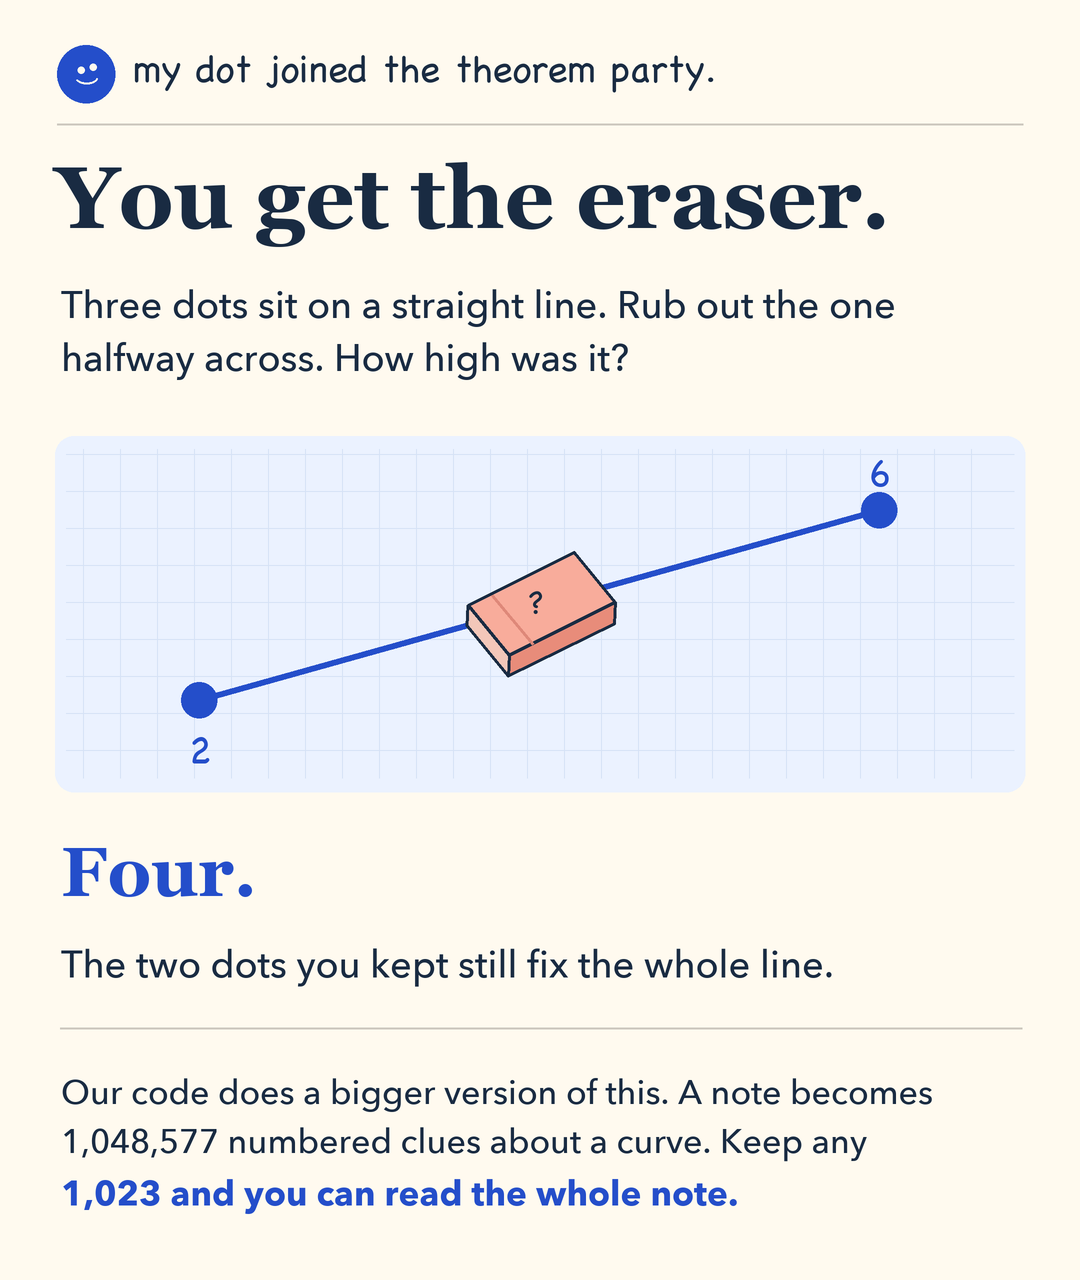 my dot joined the theorem party.
You get the eraser.
Three dots sit on a straight line. Rub out the one
halfway across. How high was it?
6
?
2
Four.
The two dots you kept still fix the whole line.
Our code does a bigger version of this. A note becomes
1,048,577 numbered clues about a curve. Keep any
1,023 and you can read the whole note.